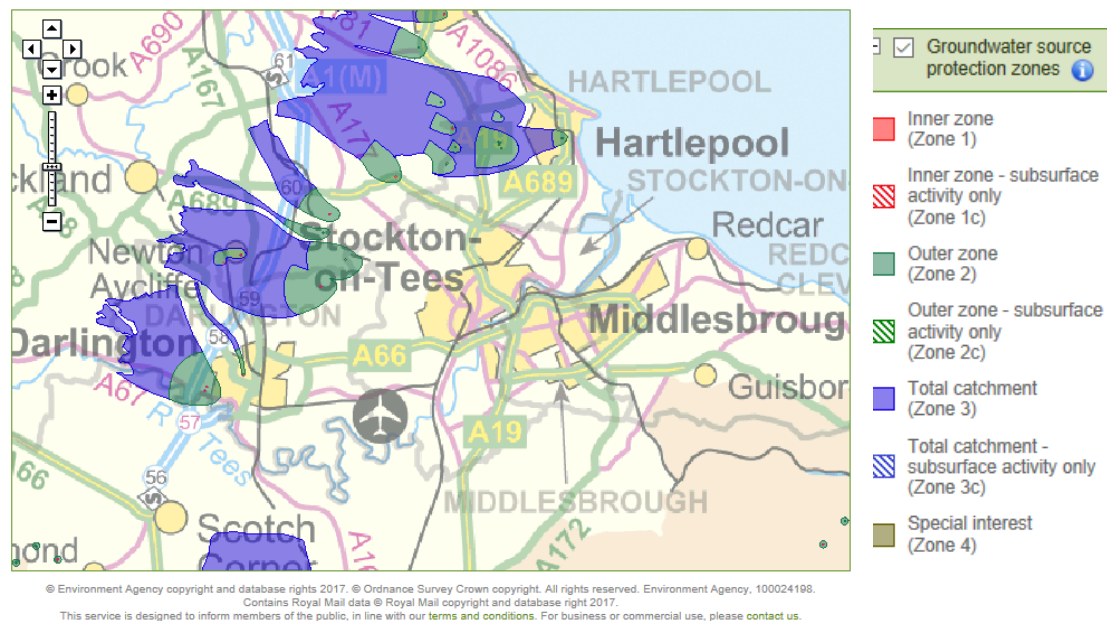 A690
A1086
A167
61
S
A1(M)
HARTLEPOOL
Crook
A177
A19
Hartlepool
A689
STOCKTON-ON-
ckland
60
A689
Redcar
Stockton-
on-Tees
REDC
CLEV
Newton
Aycliffe
59
DARLINGTON
58
Darlington
Middlesbroug
A66
A67
Guisbor
R Tees
57
A19
66
56
S
MIDDLESBROUGH
Scotch
Corner
A172
ond
Groundwater source
protection zones i
Inner zone
(Zone 1)
Inner zone - subsurface
activity only
(Zone 1c)
Outer zone
(Zone 2)
Outer zone - subsurface
activity only
(Zone 2c)
Total catchment
(Zone 3)
Total catchment -
subsurface activity only
(Zone 3c)
Special interest
(Zone 4)
© Environment Agency copyright and database rights 2017. © Ordnance Survey Crown copyright. All rights reserved. Environment Agency, 100024198.
Contains Royal Mail data © Royal Mail copyright and database right 2017.
This service is designed to inform members of the public, in line with our terms and conditions. For business or commercial use, please contact us.